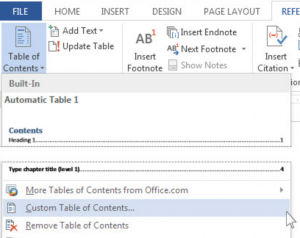 FILE HOME INSERT DESIGN PAGE LAYOUT REFE
Table of Contents
Add Text
Update Table
AB1
Insert Footnote
Insert Endnote
Next Footnote
Show Notes
Insert Citation
Built-In
Automatic Table 1
Contents
Heading 1
Type chapter title (level 1) 4
More Tables of Contents from Office.com
Custom Table of Contents...
Remove Table of Contents